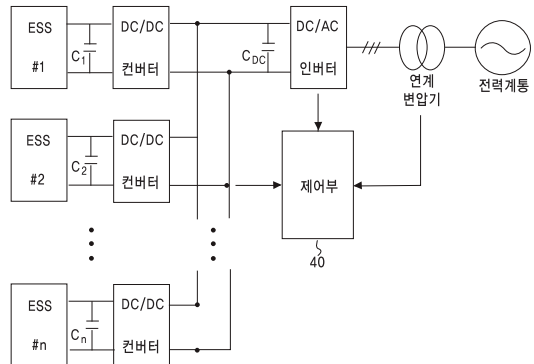 ESS
#1
C1
DC/DC
컨버터
CDC
DC/AC
인버터
연계
변압기
전력계통
ESS
#2
C2
DC/DC
컨버터
제어부
40
ESS
#n
Cn
DC/DC
컨버터